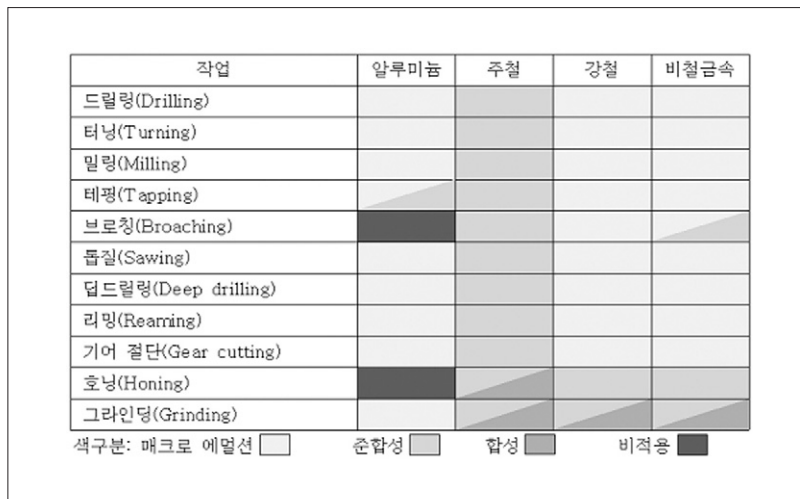 작업 알루미늄 주철 강철 비철금속
드릴링(Drilling)
터닝(Turning)
밀링(Milling)
테핑(Tapping)
브로칭(Broaching)
톱질(Sawing)
딥드릴링(Deep drilling)
리밍(Reaming)
기어 절단(Gear cutting)
호닝(Honing)
그라인딩(Grinding)
색구분: 매크로 에멀션 준합성 합성 비적용